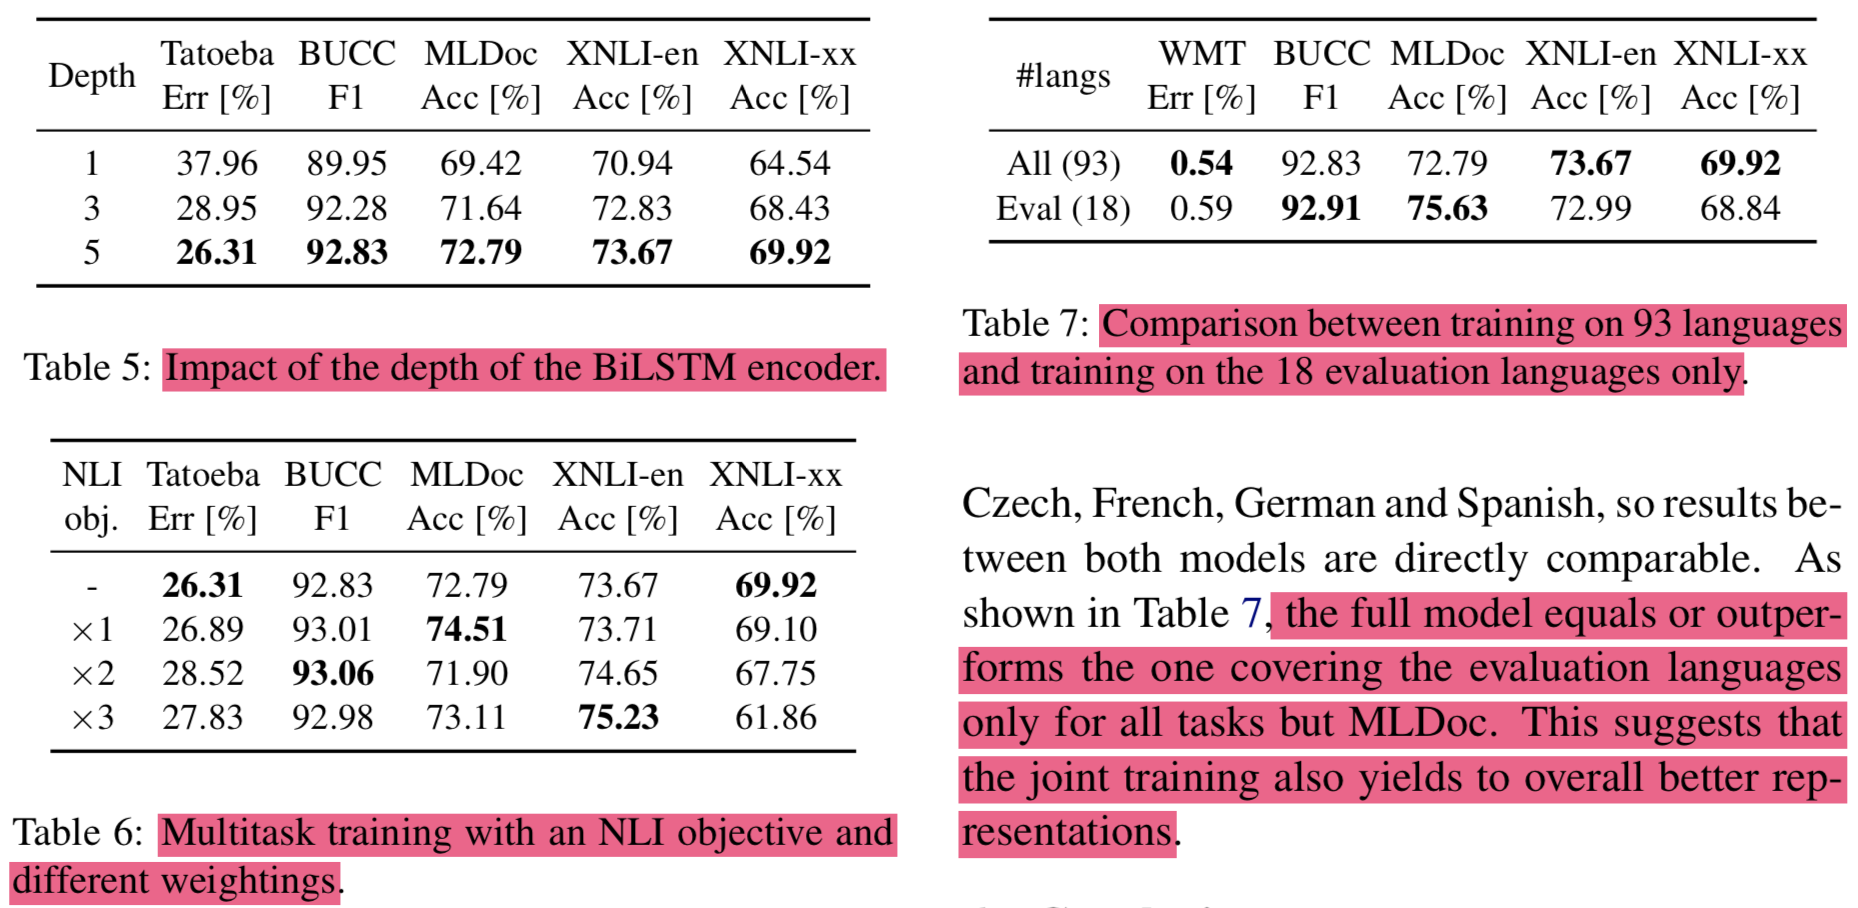 Depth Tatoeba BUCC MLDoc XNLI-en XNLI-xx
Err [%] F1 Acc [%] Acc [%] Acc [%]
1 37.96 89.95 69.42 70.94 64.54
3 28.95 92.28 71.64 72.83 68.43
5 26.31 92.83 72.79 73.67 69.92
Table 5: Impact of the depth of the BiLSTM encoder.
NLI Tatoeba BUCC MLDoc XNLI-en XNLI-xx
obj. Err [%] F1 Acc [%] Acc [%] Acc [%]
- 26.31 92.83 72.79 73.67 69.92
×1 26.89 93.01 74.51 73.71 69.10
×2 28.52 93.06 71.90 74.65 67.75
×3 27.83 92.98 73.11 75.23 61.86
Table 6: Multitask training with an NLI objective and
different weightings.
#langs WMT BUCC MLDoc XNLI-en XNLI-xx
Err [%] F1 Acc [%] Acc [%] Acc [%]
All (93) 0.54 92.83 72.79 73.67 69.92
Eval (18) 0.59 92.91 75.63 72.99 68.84
Table 7: Comparison between training on 93 languages
and training on the 18 evaluation languages only.
Czech, French, German and Spanish, so results be-
tween both models are directly comparable. As
shown in Table 7, the full model equals or outper-
forms the one covering the evaluation languages
only for all tasks but MLDoc. This suggests that
the joint training also yields to overall better rep-
resentations.